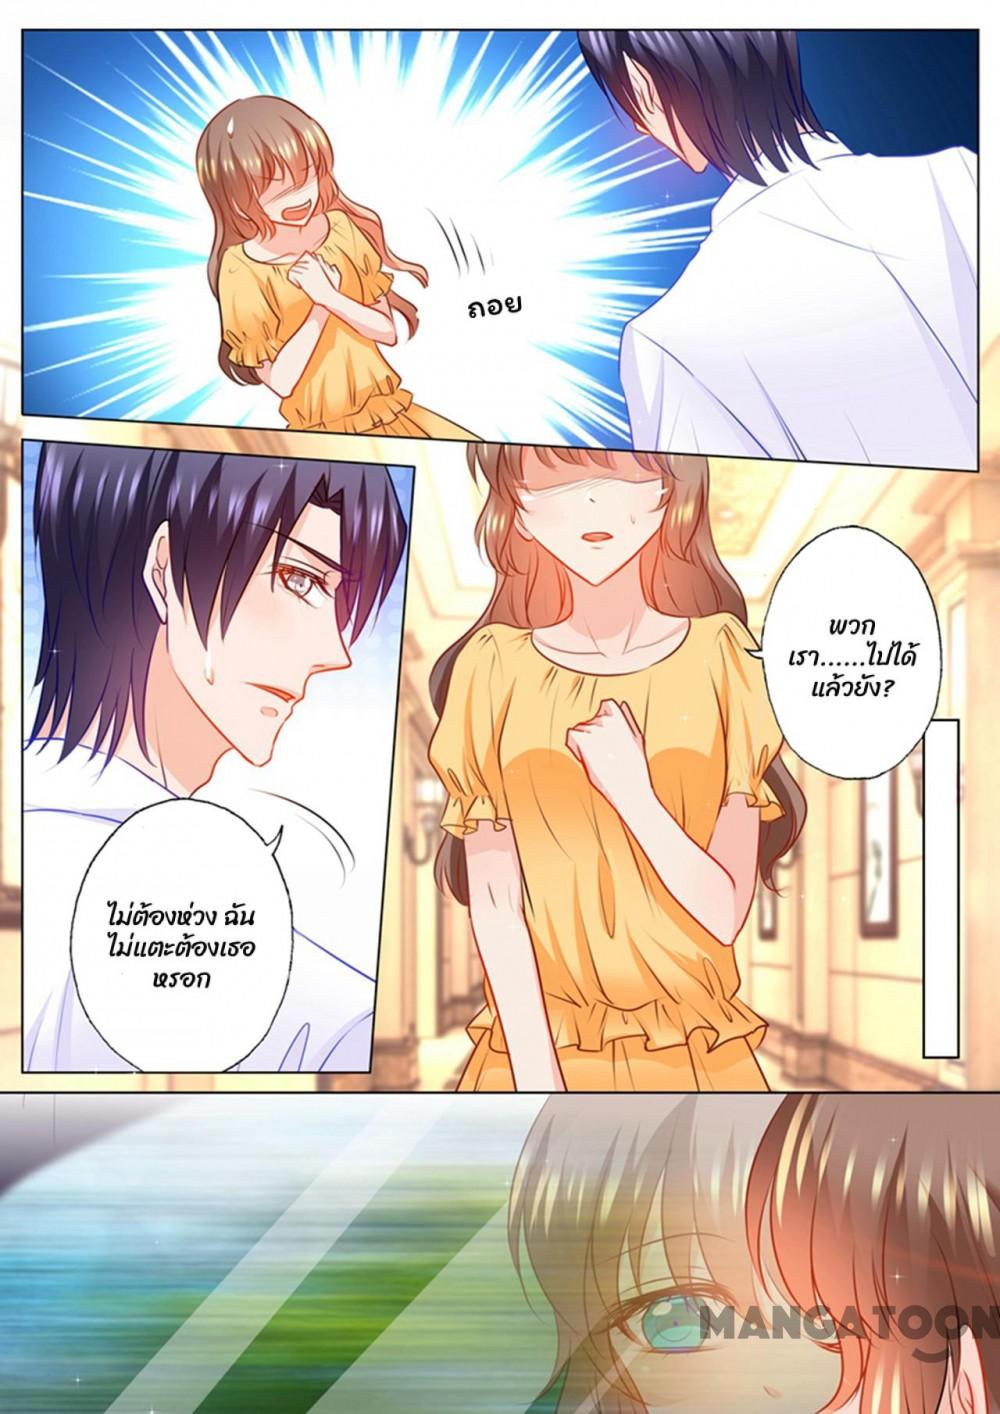 ถอย
พวก
เรา......ไปได้
แล้วยัง?
ไม่ต้องห่วง ฉัน
ไม่แตะต้องเธอ
หรอก
MANGATOON